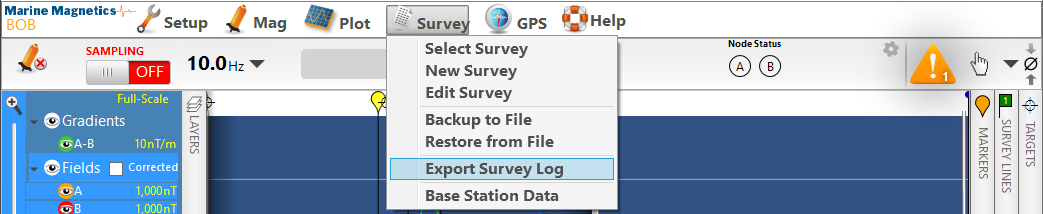 Marine Magnetics
BOB
Setup
Mag
Plot
Survey
GPS
Help
SAMPLING
OFF
10.0 Hz
Select Survey
New Survey
Edit Survey
Backup to File
Restore from File
Export Survey Log
Base Station Data
Node Status
A B
1
Full-Scale
Gradients
A-B 10nT/m
Fields Corrected
A 1,000nT
B 1,000nT
LAYERS
MARKERS
1
SURVEY LINES
TARGETS